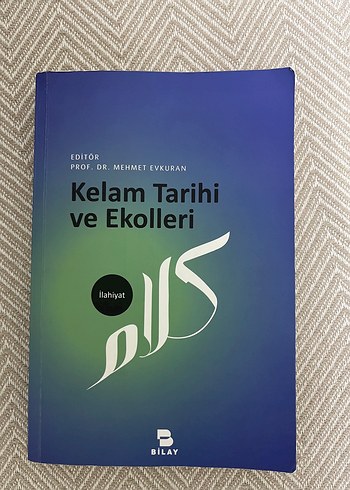 EDİTÖR
PROF. DR. MEHMET EVKURAN
Kelam Tarihi
ve Ekolleri
İlahiyat
كلام
BİLAY